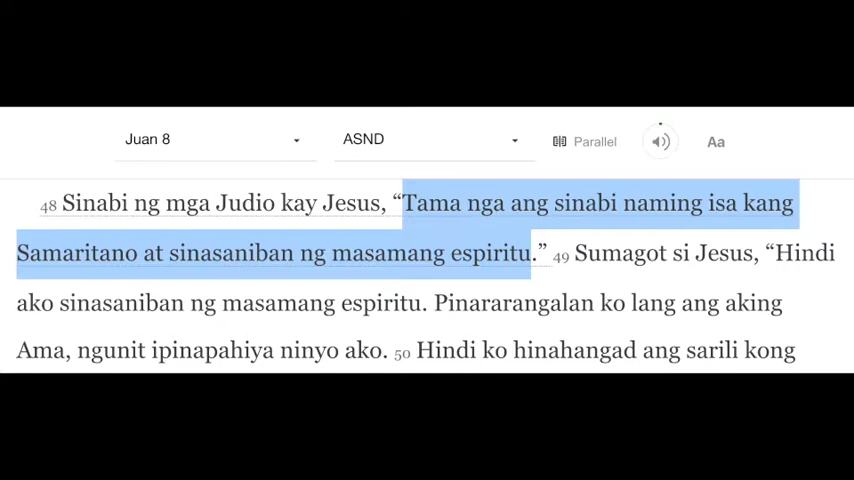 Juan 8 ASND Parallel Aa
48 Sinabi ng mga Judio kay Jesus, “Tama nga ang sinabi naming isa kang
Samaritano at sinasaniban ng masamang espiritu.” 49 Sumagot si Jesus, “Hindi
ako sinasaniban ng masamang espiritu. Pinararangalan ko lang ang aking
Ama, ngunit ipinapahiya ninyo ako. 50 Hindi ko hinahangad ang sarili kong